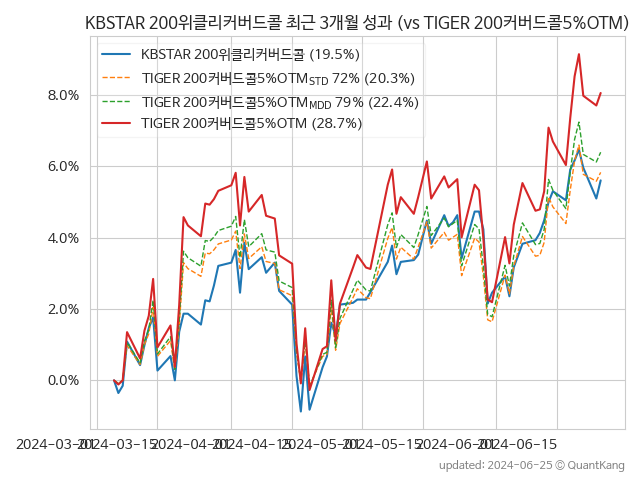 KBSTAR 200위클리커버드콜 최근 3개월 성과 (vs TIGER 200커버드콜5%OTM)
KBSTAR 200위클리커버드콜 (19.5%)
TIGER 200커버드콜5%OTM_STD 72% (20.3%)
TIGER 200커버드콜5%OTM_MDD 79% (22.4%)
TIGER 200커버드콜5%OTM (28.7%)
8.0%
6.0%
4.0%
2.0%
0.0%
2024-03-01 2024-03-15 2024-04-01 2024-04-15 2024-05-01 2024-05-15 2024-06-01 2024-06-15
updated: 2024-06-25 © QuantKang